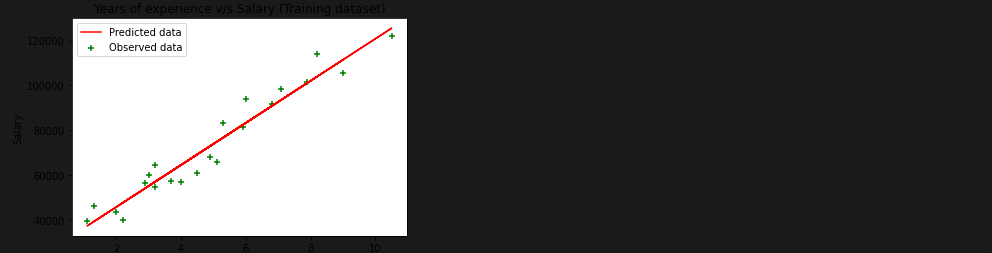 Years of experience v/s Salary (Training dataset)
Predicted data
Observed data
120000
100000
80000
60000
40000
Salary
2 4 6 8 10